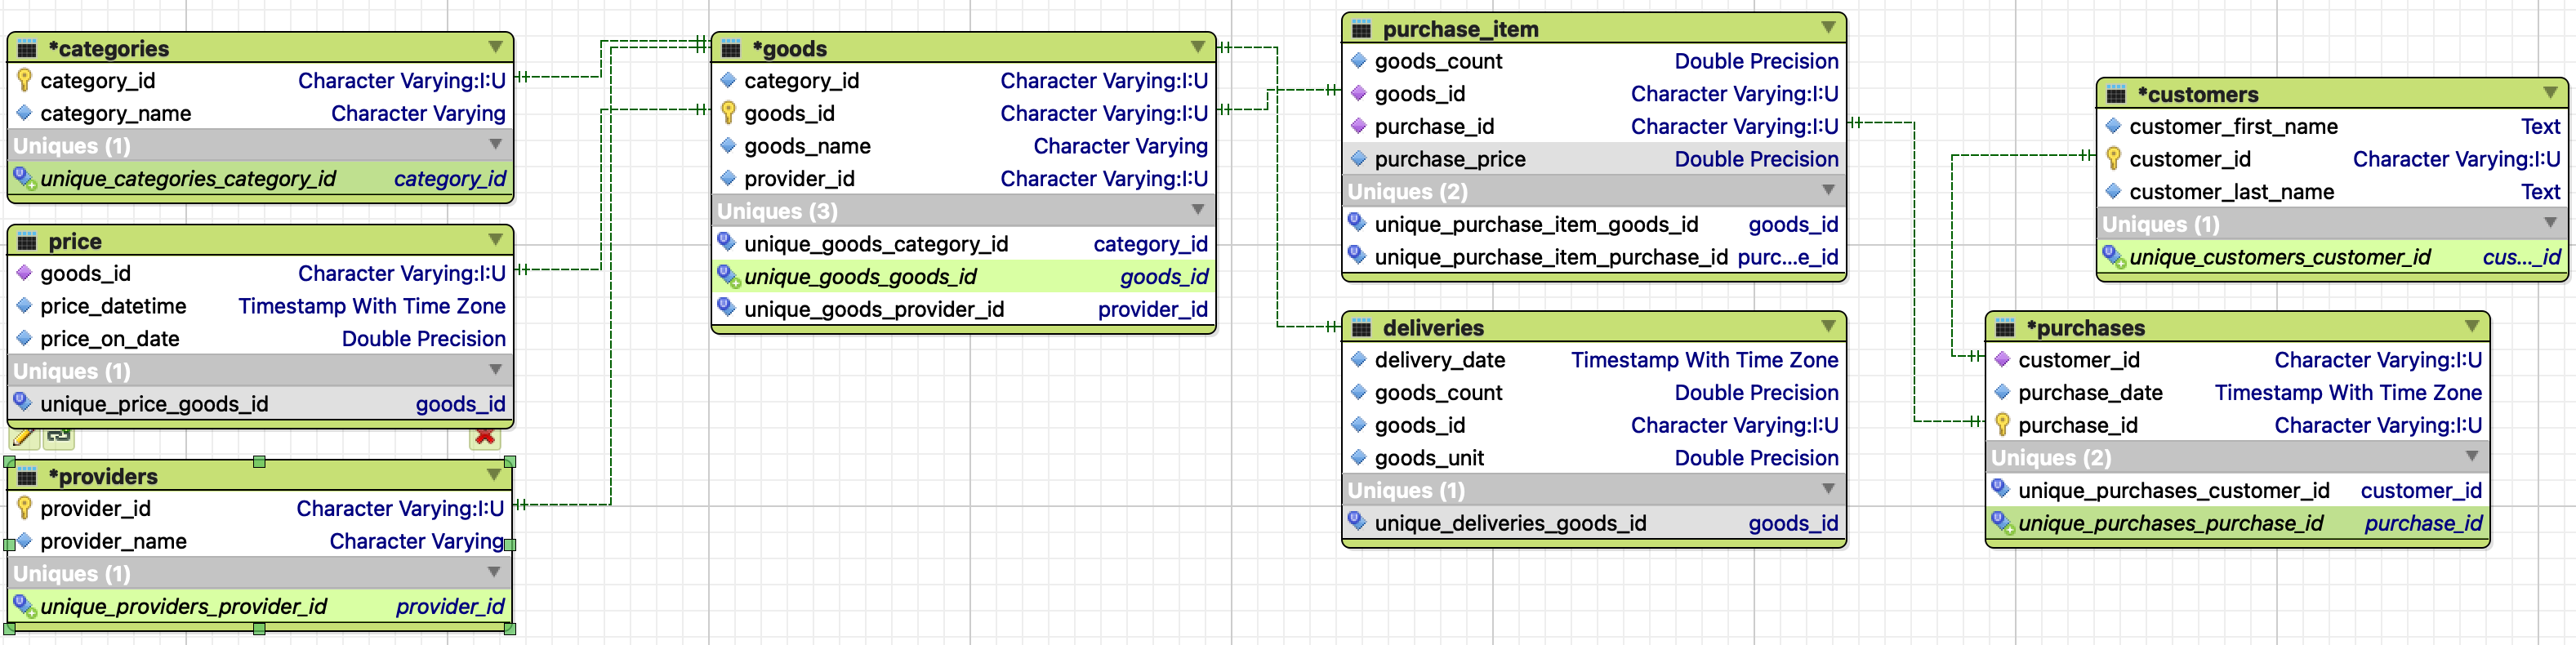 *categories
category_id Character Varying:I:U
category_name Character Varying
Uniques (1)
unique_categories_category_id category_id
price
goods_id Character Varying:I:U
price_datetime Timestamp With Time Zone
price_on_date Double Precision
Uniques (1)
unique_price_goods_id goods_id
*providers
provider_id Character Varying:I:U
provider_name Character Varying
Uniques (1)
unique_providers_provider_id provider_id
*goods
category_id Character Varying:I:U
goods_id Character Varying:I:U
goods_name Character Varying
provider_id Character Varying:I:U
Uniques (3)
unique_goods_category_id category_id
unique_goods_goods_id goods_id
unique_goods_provider_id provider_id
purchase_item
goods_count Double Precision
goods_id Character Varying:I:U
purchase_id Character Varying:I:U
purchase_price Double Precision
Uniques (2)
unique_purchase_item_goods_id goods_id
unique_purchase_item_purchase_id purc...e_id
deliveries
delivery_date Timestamp With Time Zone
goods_count Double Precision
goods_id Character Varying:I:U
goods_unit Double Precision
Uniques (1)
unique_deliveries_goods_id goods_id
*customers
customer_first_name Text
customer_id Character Varying:I:U
customer_last_name Text
Uniques (1)
unique_customers_customer_id cus..._id
*purchases
customer_id Character Varying:I:U
purchase_date Timestamp With Time Zone
purchase_id Character Varying:I:U
Uniques (2)
unique_purchases_customer_id customer_id
unique_purchases_purchase_id purchase_id